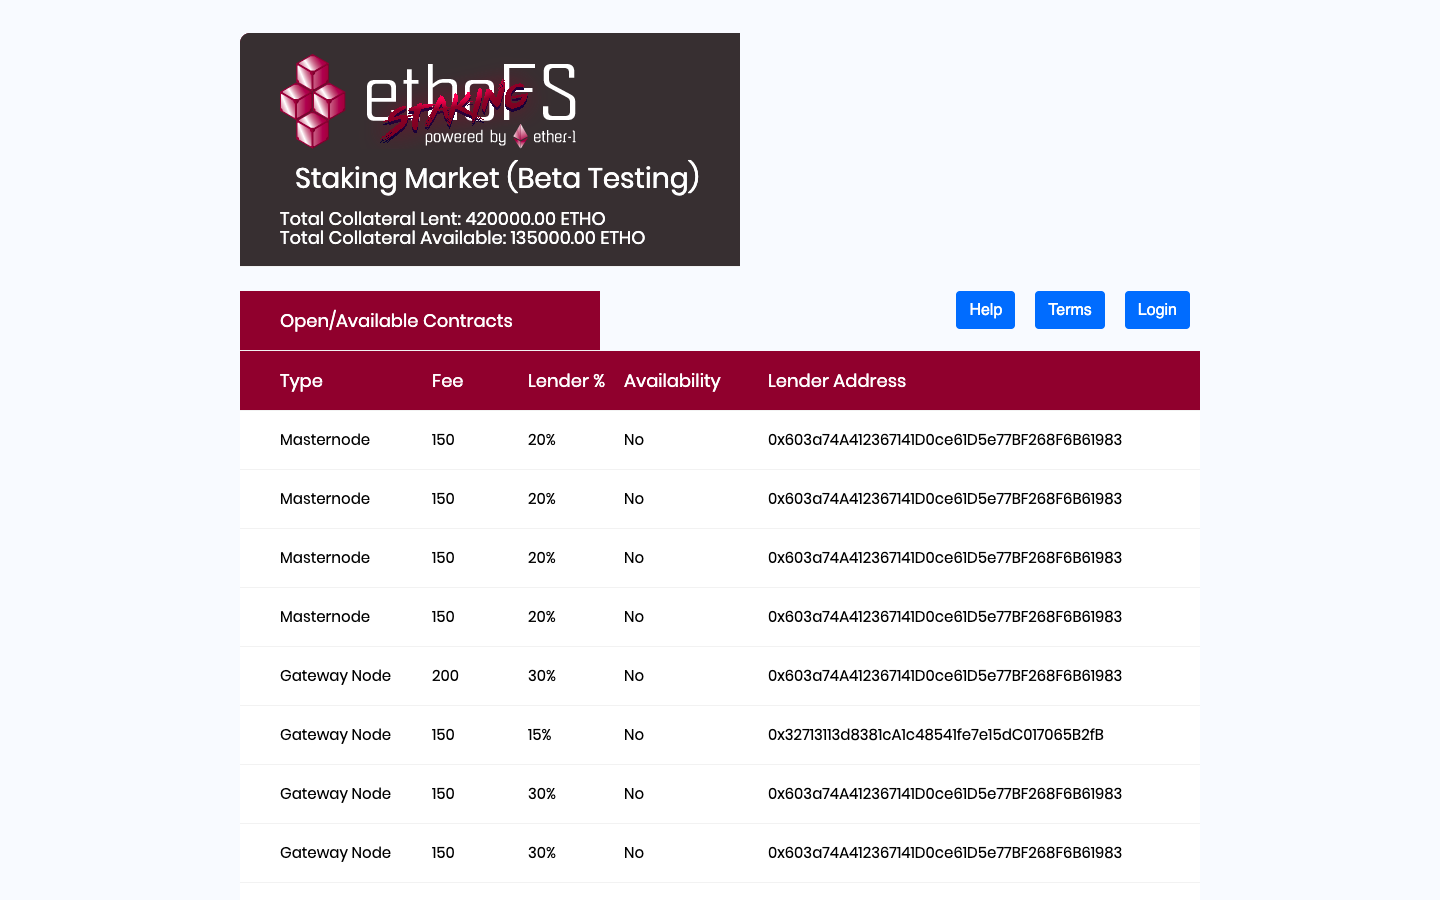 ethoFS
STAKING
powered by ether-1
Staking Market (Beta Testing)
Total Collateral Lent: 420000.00 ETHO
Total Collateral Available: 135000.00 ETHO
Open/Available Contracts
Help Terms Login
Type Fee Lender % Availability Lender Address
Masternode 150 20% No 0x603a74A412367141D0ce61D5e77BF268F6B61983
Masternode 150 20% No 0x603a74A412367141D0ce61D5e77BF268F6B61983
Masternode 150 20% No 0x603a74A412367141D0ce61D5e77BF268F6B61983
Masternode 150 20% No 0x603a74A412367141D0ce61D5e77BF268F6B61983
Gateway Node 200 30% No 0x603a74A412367141D0ce61D5e77BF268F6B61983
Gateway Node 150 15% No 0x32713113d8381cA1c48541fe7e15dC017065B2fB
Gateway Node 150 30% No 0x603a74A412367141D0ce61D5e77BF268F6B61983
Gateway Node 150 30% No 0x603a74A412367141D0ce61D5e77BF268F6B61983